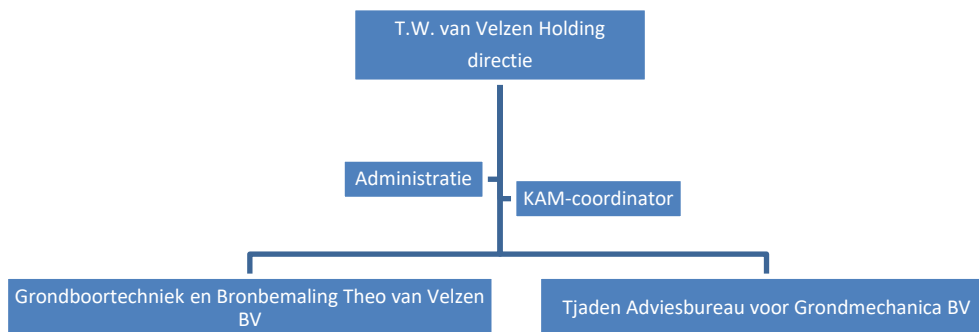 T.W. van Velzen Holding
directie
Administratie
KAM-coordinator
Grondboortechniek en Bronbemaling Theo van Velzen
BV
Tjaden Adviesbureau voor Grondmechanica BV